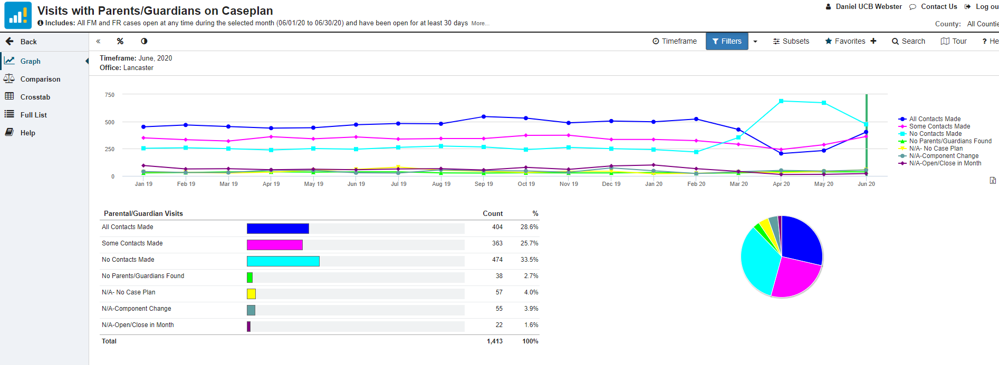 Visits with Parents/Guardians on Caseplan
Includes: All FM and FR cases open at any time during the selected month (06/01/20 to 06/30/20) and have been open for at least 30 days More...
Daniel UCB Webster Contact Us Log ou
County: All Countie
Back
Graph
Comparison
Crosstab
Full List
Help
« % Timeframe Filters Subsets Favorites + Search Tour ? He
Timeframe: June, 2020
Office: Lancaster
750
500
250
0
Jan 19 Feb 19 Mar 19 Apr 19 May 19 Jun 19 Jul 19 Aug 19 Sep 19 Oct 19 Nov 19 Dec 19 Jan 20 Feb 20 Mar 20 Apr 20 May 20 Jun 20
All Contacts Made
Some Contacts Made
No Contacts Made
No Parents/Guardians Found
N/A- No Case Plan
N/A-Component Change
N/A-Open/Close in Month
Parental/Guardian Visits Count %
All Contacts Made 404 28.6%
Some Contacts Made 363 25.7%
No Contacts Made 474 33.5%
No Parents/Guardians Found 38 2.7%
N/A- No Case Plan 57 4.0%
N/A-Component Change 55 3.9%
N/A-Open/Close in Month 22 1.6%
Total 1,413 100%